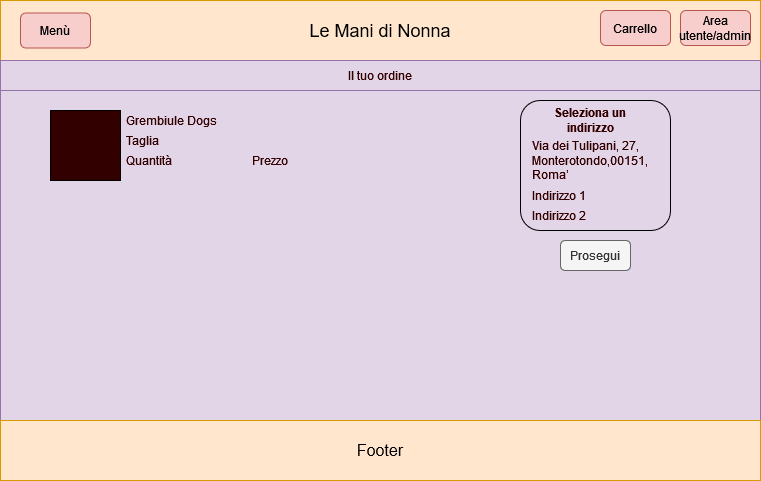 Menù
Le Mani di Nonna
Carrello
Area
utente/admin
Il tuo ordine
Grembiule Dogs
Taglia
Quantità
Prezzo
Seleziona un
indirizzo
Via dei Tulipani, 27,
Monterotondo,00151,
Roma’
Indirizzo 1
Indirizzo 2
Prosegui
Footer